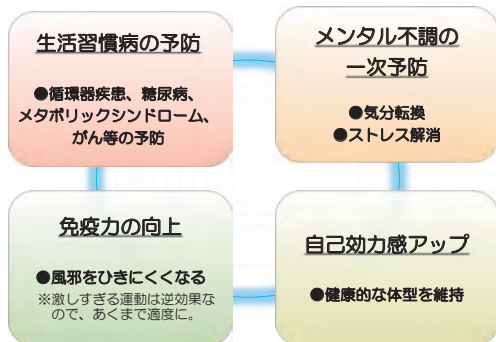 生活習慣病の予防
●循環器疾患、糖尿病、
メタボリックシンドローム、
がん等の予防
メンタル不調の
一次予防
●気分転換
●ストレス解消
免疫力の向上
●風邪をひきにくくなる
※激しすぎる運動は逆効果な
ので、あくまで適度に。
自己効力感アップ
●健康的な体型を維持